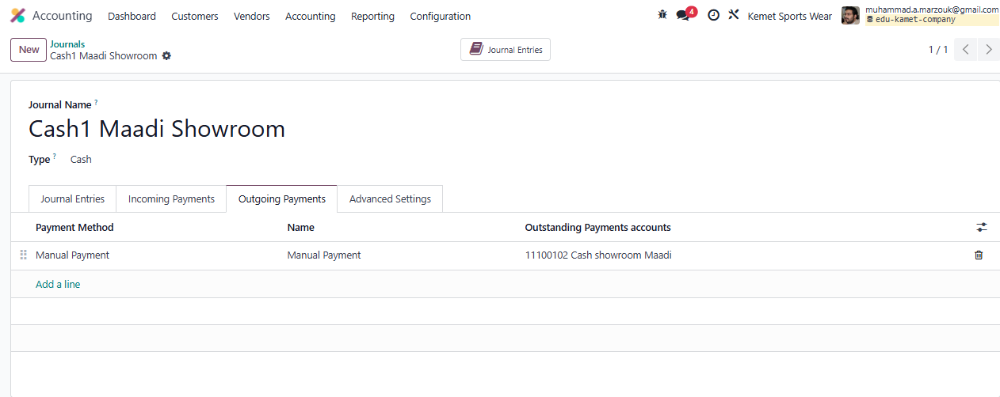 Accounting Dashboard Customers Vendors Accounting Reporting Configuration 4 Kemet Sports Wear muhammad.a.marzouk@gmail.com
edu-kamet-company
New Journals Journal Entries 1 / 1
Cash1 Maadi Showroom
Journal Name ?
Cash1 Maadi Showroom
Type ? Cash
Journal Entries Incoming Payments Outgoing Payments Advanced Settings
Payment Method Name Outstanding Payments accounts
Manual Payment Manual Payment 11100102 Cash showroom Maadi
Add a line